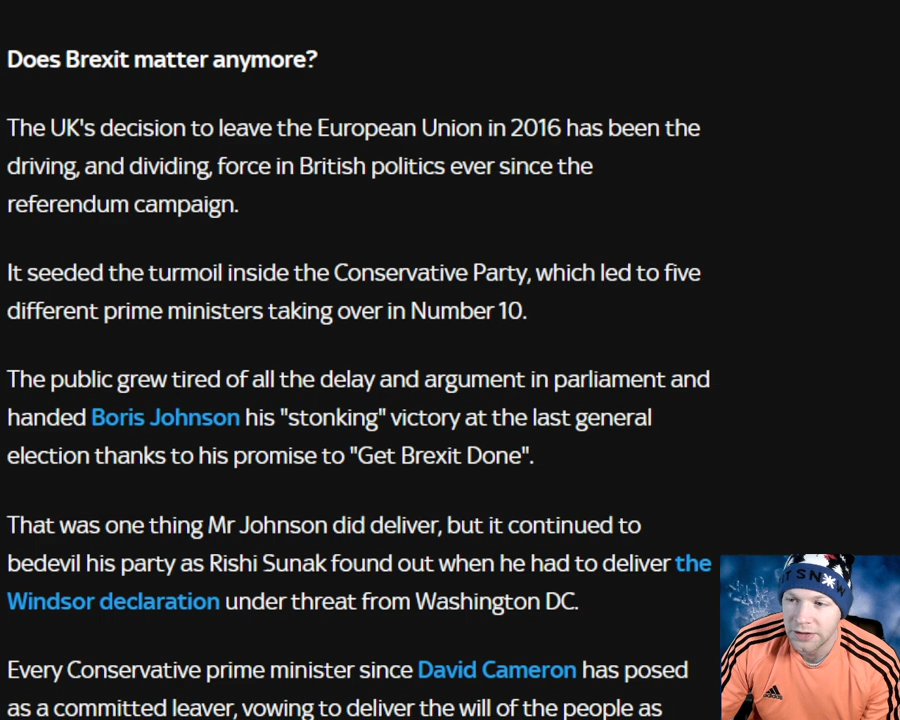 Does Brexit matter anymore?
The UK's decision to leave the European Union in 2016 has been the
driving, and dividing, force in British politics ever since the
referendum campaign.
It seeded the turmoil inside the Conservative Party, which led to five
different prime ministers taking over in Number 10.
The public grew tired of all the delay and argument in parliament and
handed Boris Johnson his "stonking" victory at the last general
election thanks to his promise to "Get Brexit Done".
That was one thing Mr Johnson did deliver, but it continued to
bedevil his party as Rishi Sunak found out when he had to deliver the
Windsor declaration under threat from Washington DC.
Every Conservative prime minister since David Cameron has posed
as a committed leaver, vowing to deliver the will of the people as
adidas